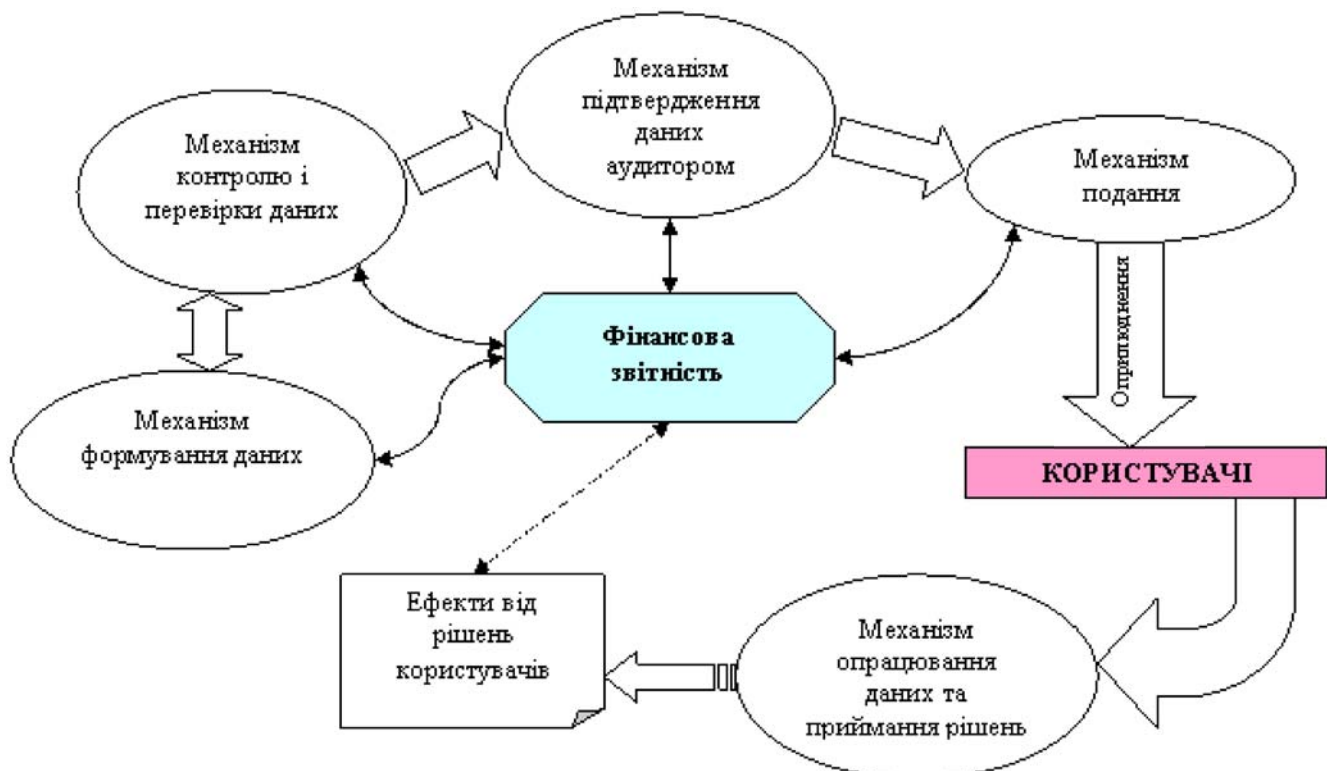 Механізм
підтвердження
даних
аудитором
Механізм
контролю і
перевірки даних
Механізм
подання
Оприлюднення
Фінансова
звітність
Механізм
формування даних
КОРИСТУВАЧІ
Ефекти від
рішень
користувачів
Механізм
опрацювання
даних та
приймання рішень